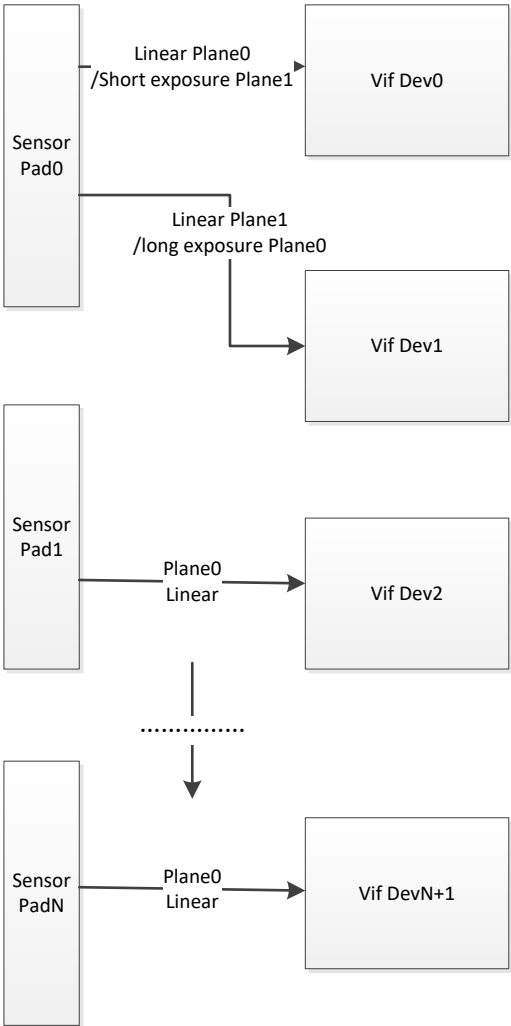 Linear Plane0
/Short exposure Plane1
Vif Dev0
Sensor
Pad0
Linear Plane1
/long exposure Plane0
Vif Dev1
Sensor
Pad1
Plane0
Linear
Vif Dev2
..................
Sensor
PadN
Plane0
Linear
Vif DevN+1